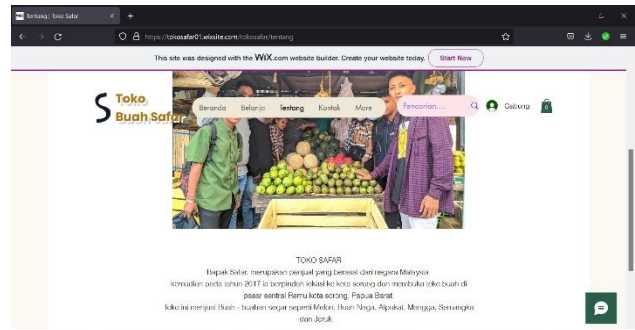 Tentang | Toko Safar
https://tokosafar01.wixsite.com/tokosafar/tentang
This site was designed with the WiX.com website builder. Create your website today. Start Now
Toko
Buah Safar
Beranda Belanja Tentang Kontak More Pencarian.... Gabung
TOKO SAFAR
Bapak Safar, merupakan penjual yang berasal dari negara Malaysia
kemudian pada tahun 2017 ia berpindah lokasi ke kota sorong dan membuka toko buah di
pasar sentral Remu kota sorong, Papua Barat.
toko ini menjual Buah - buahan segar seperti Melon, Buah Naga, Alpukat, Mangga, Semangka
dan Jeruk.